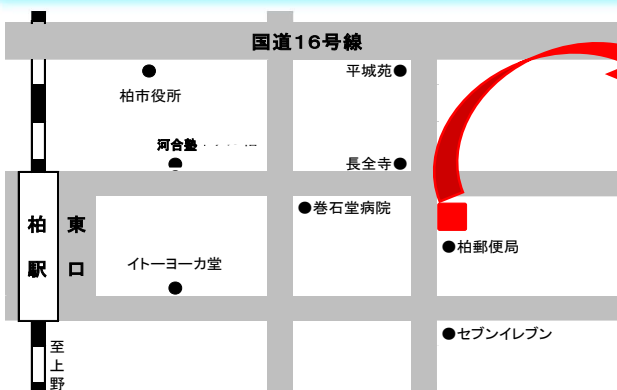 国道16号線
平城苑
柏市役所
河合塾
長全寺
巻石堂病院
柏駅
東口
柏郵便局
イトーヨーカ堂
セブンイレブン
至上野